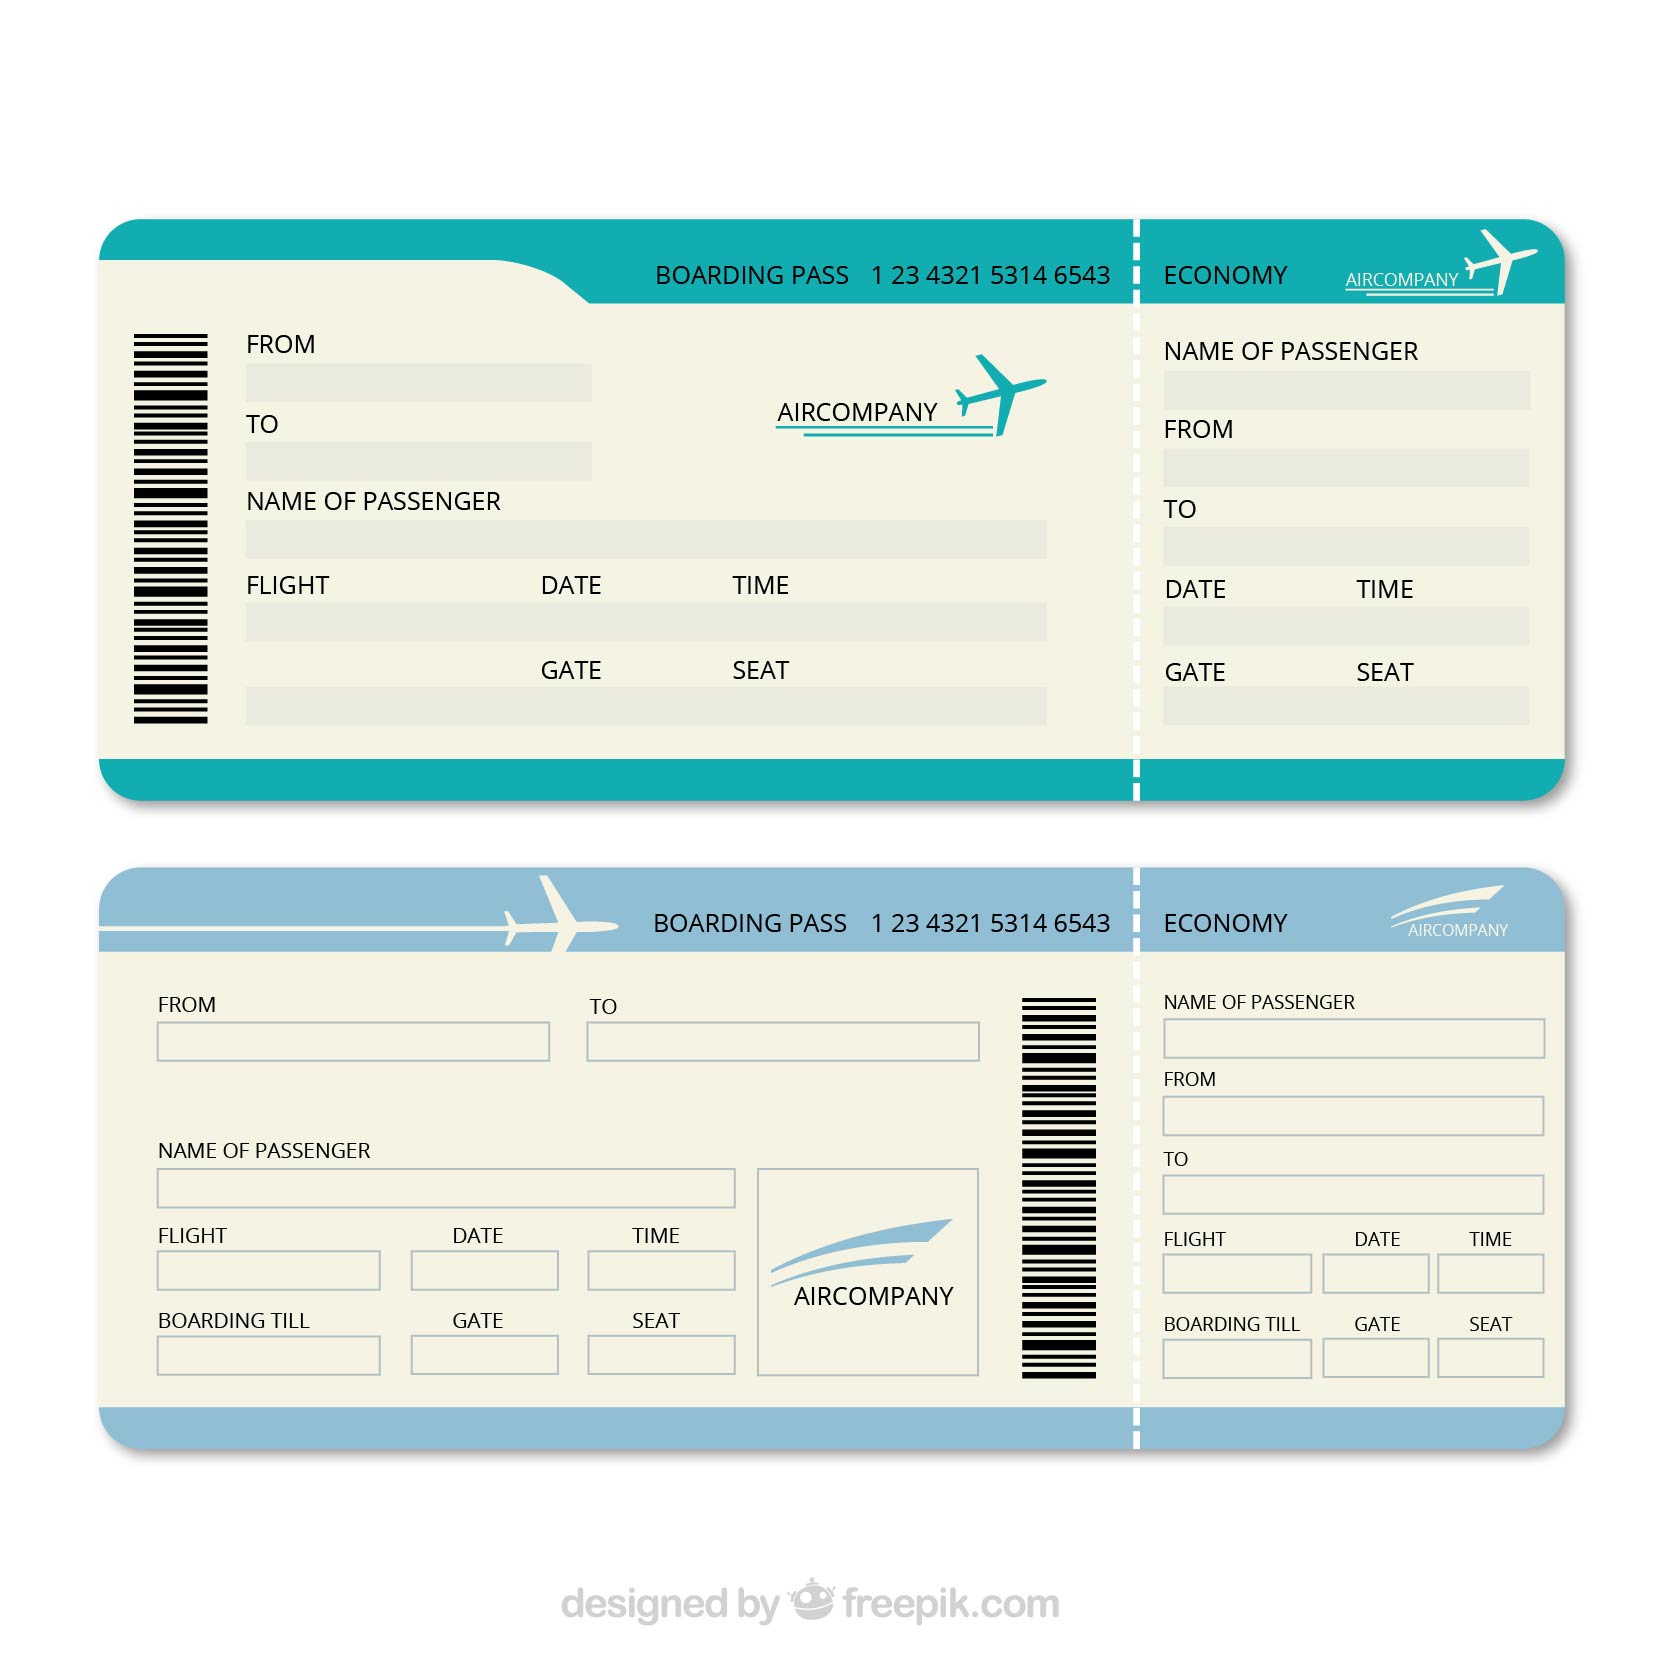 BOARDING PASS 1 23 4321 5314 6543
ECONOMY
AIRCOMPANY
FROM
TO
AIRCOMPANY
NAME OF PASSENGER
FLIGHT DATE TIME
GATE SEAT
NAME OF PASSENGER
FROM
TO
DATE TIME
GATE SEAT
BOARDING PASS 1 23 4321 5314 6543
ECONOMY
AIRCOMPANY
FROM TO
NAME OF PASSENGER
FLIGHT DATE TIME
BOARDING TILL GATE SEAT
AIRCOMPANY
NAME OF PASSENGER
FROM
TO
FLIGHT DATE TIME
BOARDING TILL GATE SEAT
designed by freepik.com